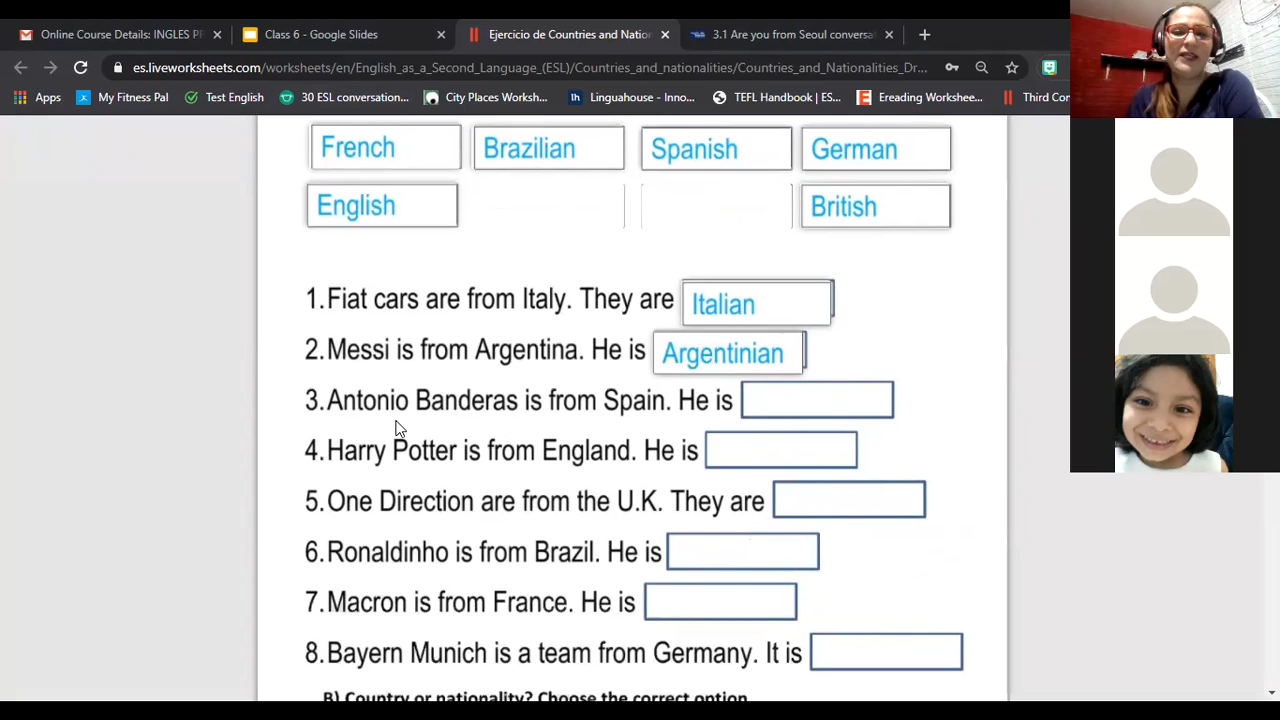 Online Course Details: INGLES PF
Class 6 - Google Slides
Ejercicio de Countries and Nation
3.1 Are you from Seoul conversat
es.liveworksheets.com/worksheets/en/English_as_a_Second_Language_(ESL)/Countries_and_nationalities/Countries_and_Nationalities_Dr...
Apps
My Fitness Pal
Test English
30 ESL conversation...
City Places Worksh...
Linguahouse - Inno...
TEFL Handbook | ES...
Ereading Workshee...
Third Con
French Brazilian Spanish German
English British
1.Fiat cars are from Italy. They are Italian
2.Messi is from Argentina. He is Argentinian
3.Antonio Banderas is from Spain. He is
4.Harry Potter is from England. He is
5.One Direction are from the U.K. They are
6.Ronaldinho is from Brazil. He is
7.Macron is from France. He is
8.Bayern Munich is a team from Germany. It is
B) Country or nationality? Choose the correct option